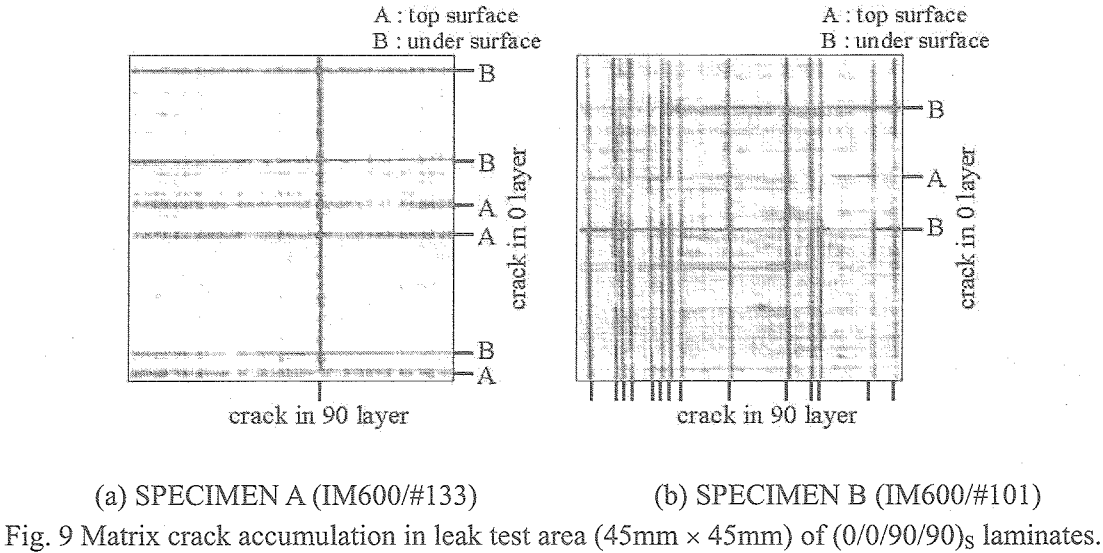 A : top surface
B : under surface
B
B
A
A
B
A
crack in 0 layer
crack in 90 layer
A : top surface
B : under surface
B
A
B
crack in 0 layer
crack in 90 layer
(a) SPECIMEN A (IM600/#133)
(b) SPECIMEN B (IM600/#101)
Fig. 9 Matrix crack accumulation in leak test area (45mm × 45mm) of (0/0/90/90)s laminates.